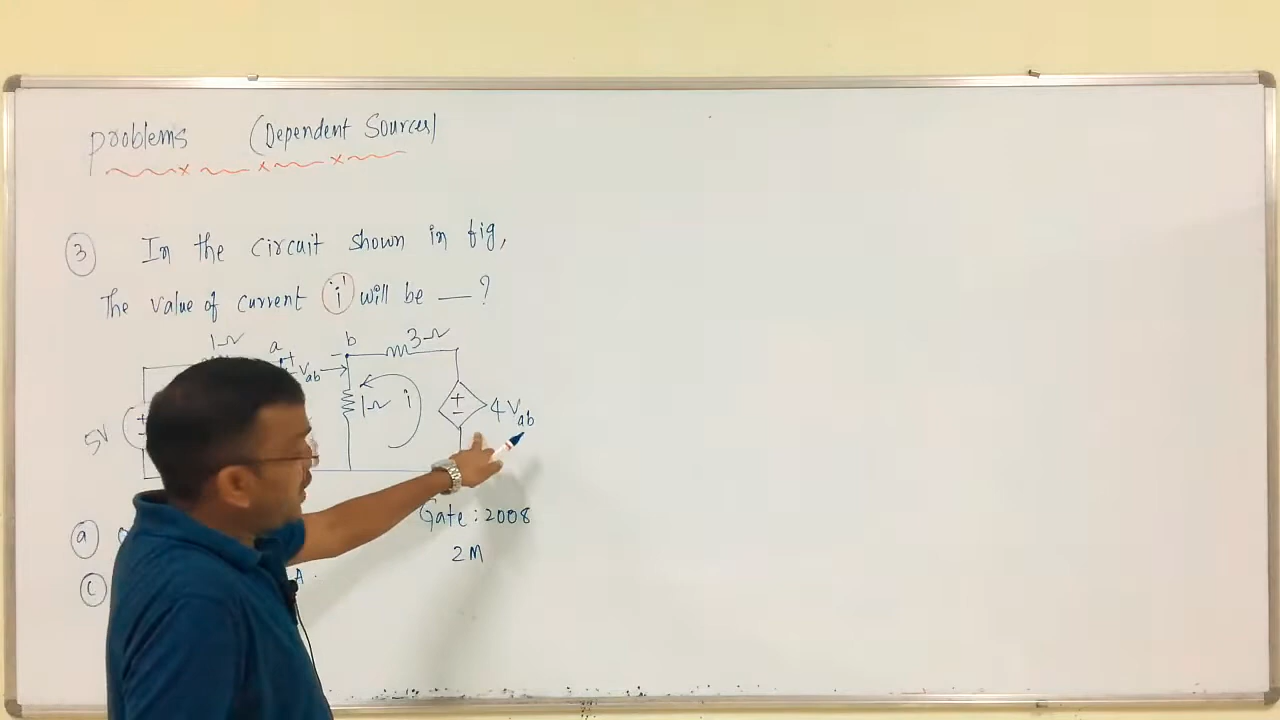 Problems (Dependent Sources)
3 In the circuit shown in fig,
The value of current 'i' will be — ?
1Ω a + Vab - b 3Ω
5V + - 1Ω i + - 4Vab
a
Gate : 2008
c A.
2M